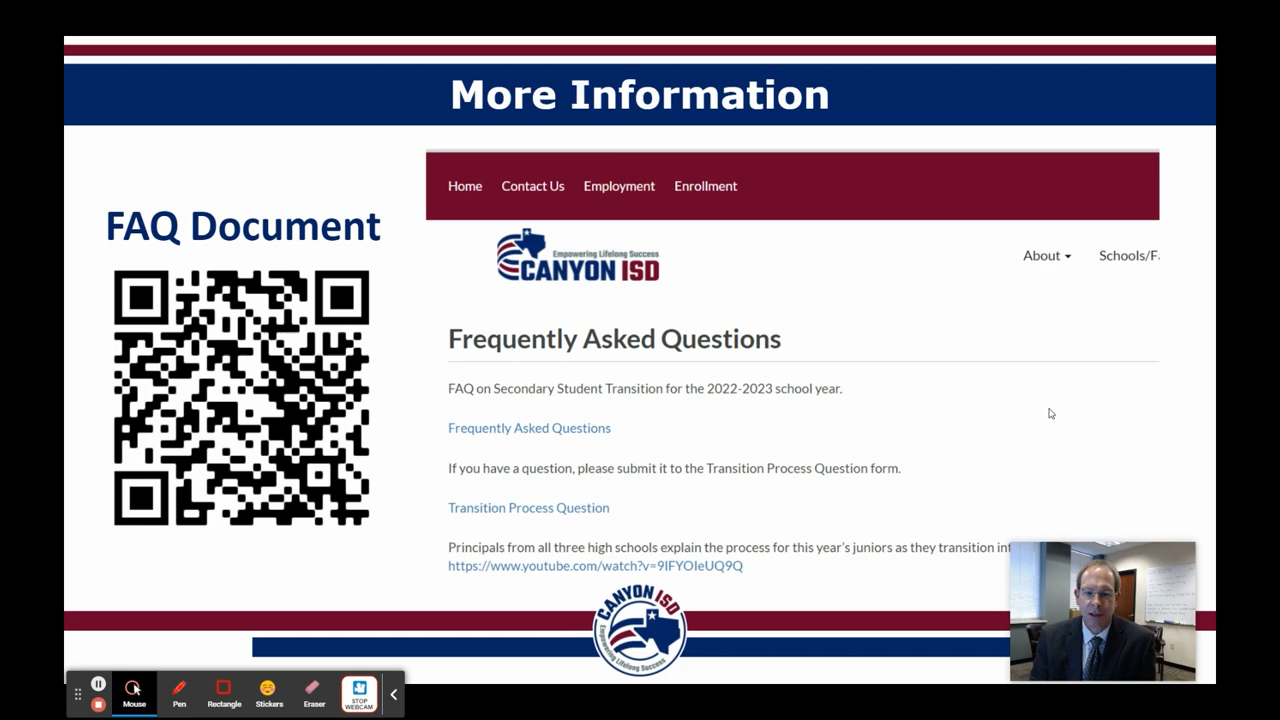 More Information
FAQ Document
Home Contact Us Employment Enrollment
Empowering Lifelong Success
CANYON ISD
About Schools/F
Frequently Asked Questions
FAQ on Secondary Student Transition for the 2022-2023 school year.
Frequently Asked Questions
If you have a question, please submit it to the Transition Process Question form.
Transition Process Question
Principals from all three high schools explain the process for this year's juniors as they transition int
https://www.youtube.com/watch?v=9IFYOIeUQ9Q
CANYON ISD
Empowering Lifelong Success
Mouse Pen Rectangle Stickers Eraser STOP WEBCAM